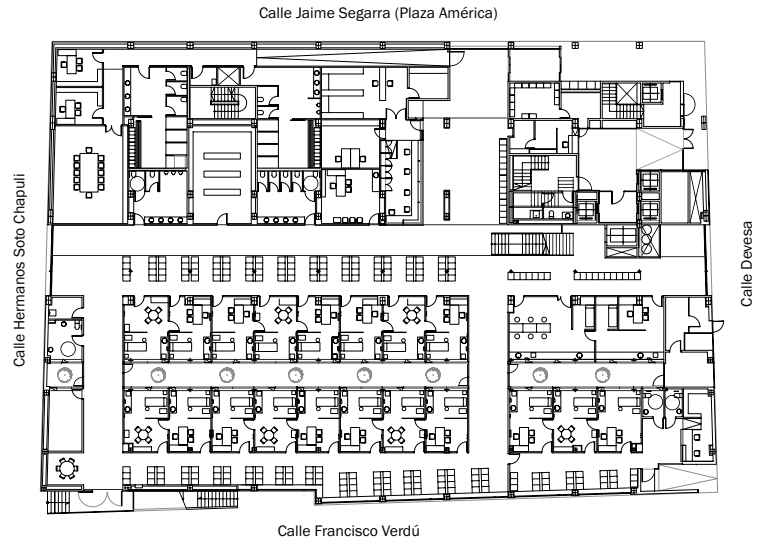 Calle Jaime Segarra (Plaza América)
Calle Hermanos Soto Chapuli
Calle Devesa
Calle Francisco Verdú